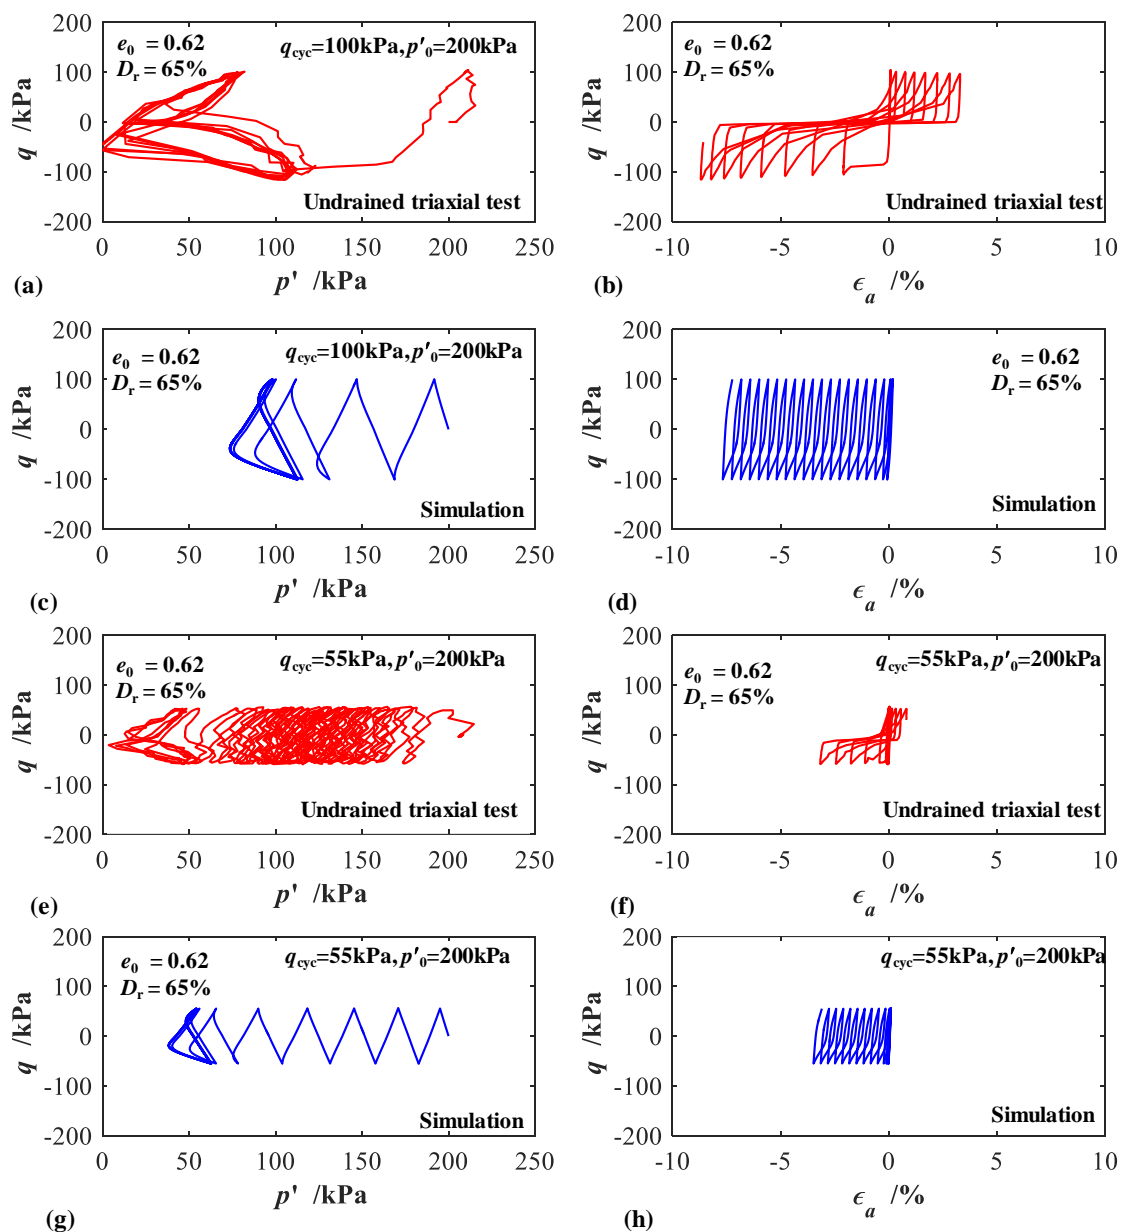 200
100
0
-100
-200
q /kPa
e0 = 0.62
Dr = 65%
qcyc=100kPa, p′0=200kPa
Undrained triaxial test
0 50 100 150 200 250
p' /kPa
(a)
200
100
0
-100
-200
q /kPa
e0 = 0.62
Dr = 65%
Undrained triaxial test
-10 -5 0 5 10
ϵa /%
(b)
200
100
0
-100
-200
q /kPa
e0 = 0.62
Dr = 65%
qcyc=100kPa, p′0=200kPa
Simulation
0 50 100 150 200 250
p' /kPa
(c)
200
100
0
-100
-200
q /kPa
e0 = 0.62
Dr = 65%
Simulation
-10 -5 0 5 10
ϵa /%
(d)
200
100
0
-100
-200
q /kPa
e0 = 0.62
Dr = 65%
qcyc=55kPa, p′0=200kPa
Undrained triaxial test
0 50 100 150 200 250
p' /kPa
(e)
200
100
0
-100
-200
q /kPa
qcyc=55kPa, p′0=200kPa
e0 = 0.62
Dr = 65%
Undrained triaxial test
-10 -5 0 5 10
ϵa /%
(f)
200
100
0
-100
-200
q /kPa
e0 = 0.62
Dr = 65%
qcyc=55kPa, p′0=200kPa
Simulation
0 50 100 150 200 250
p' /kPa
(g)
200
100
0
-100
-200
q /kPa
qcyc=55kPa, p′0=200kPa
Simulation
-10 -5 0 5 10
ϵa /%
(h)